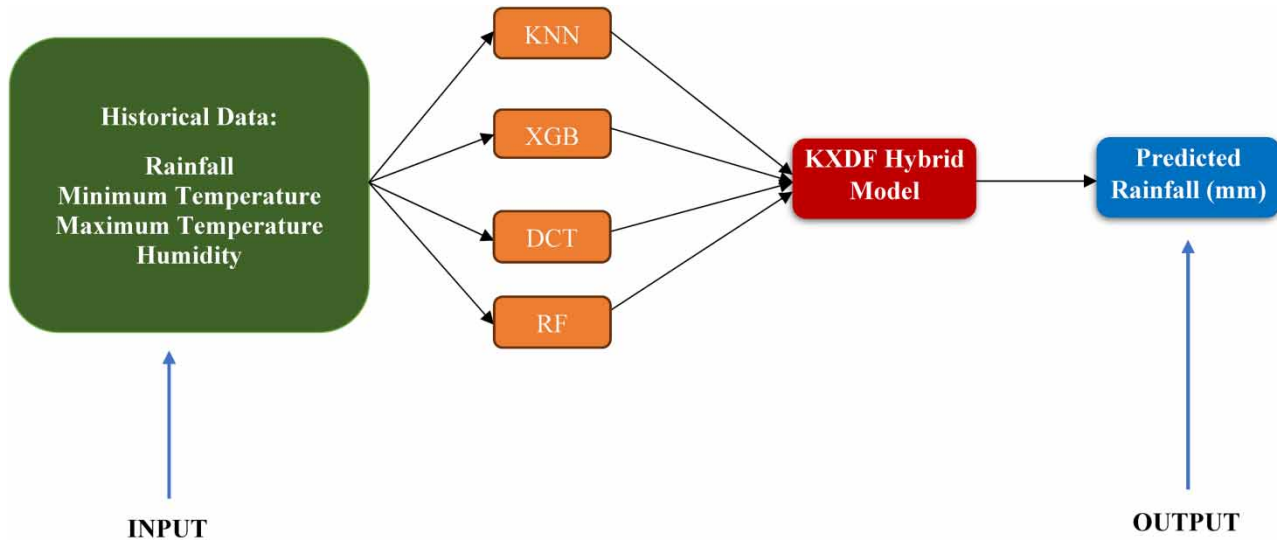 Historical Data:
Rainfall
Minimum Temperature
Maximum Temperature
Humidity
KNN
XGB
DCT
RF
KXDF Hybrid
Model
Predicted
Rainfall (mm)
INPUT
OUTPUT